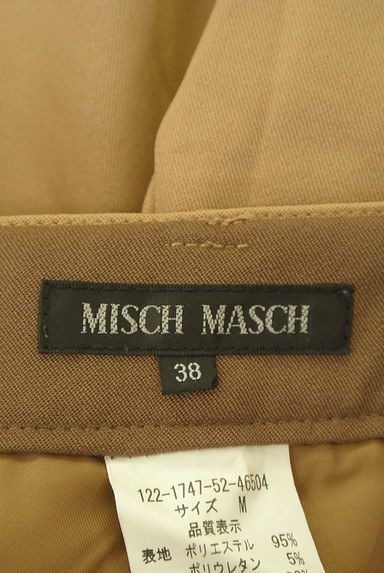 MISCH MASCH
38
122-1747-52-46504
サイズ M
品質表示
表地 ポリエステル 95%
ポリウレタン 5%